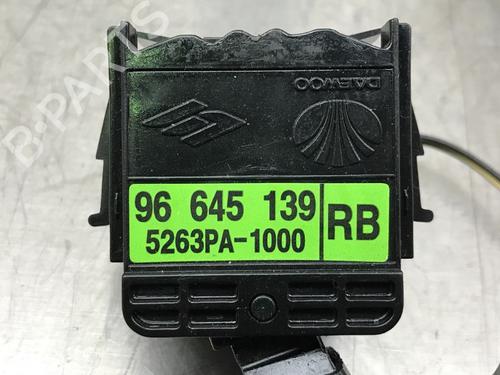 DAEWOO
96 645 139
5263PA-1000
RB
B-PARTS